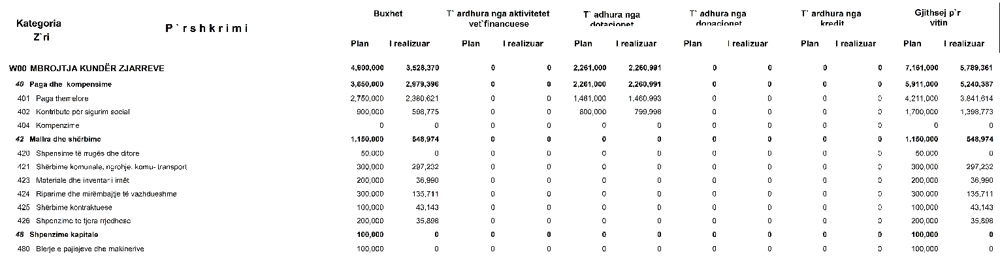 Buxhet T` ardhura nga aktivitetet T` adhura nga T` adhura nga T` ardhura nga Gjithsej p`r
Kategoria P`rshkrimi vet`financuese dotacionet donacionet kredit vitin
Z`ri
Plan I realizuar Plan I realizuar Plan I realizuar Plan I realizuar Plan I realizuar Plan I realizuar
W00 MBROJTJA KUNDËR ZJARREVE 4,900,000 3,528,370 0 0 2,261,000 2,260,991 0 0 0 0 7,161,000 5,789,361
40 Paga dhe kompensime 3,650,000 2,979,396 0 0 2,261,000 2,260,991 0 0 0 0 5,911,000 5,240,387
401 Paga themelore 2,750,000 2,380,621 0 0 1,461,000 1,460,993 0 0 0 0 4,211,000 3,841,614
402 Kontribute për sigurim social 900,000 598,775 0 0 800,000 799,998 0 0 0 0 1,700,000 1,398,773
404 Kompenzime 0 0 0 0 0 0 0 0 0 0 0 0
42 Mallra dhe shërbime 1,150,000 548,974 0 0 0 0 0 0 0 0 1,150,000 548,974
420 Shpensime të rrugës dhe ditore 50,000 0 0 0 0 0 0 0 0 0 50,000 0
421 Shërbime komunale, ngrohje, komu- transport 300,000 297,232 0 0 0 0 0 0 0 0 300,000 297,232
423 Materiale dhe inventar i imët 200,000 36,990 0 0 0 0 0 0 0 0 200,000 36,990
424 Riparime dhe mirëmbajtje të vazhdueshme 300,000 135,711 0 0 0 0 0 0 0 0 300,000 135,711
425 Shërbime kontraktuese 100,000 43,143 0 0 0 0 0 0 0 0 100,000 43,143
426 Shpenzime te tjera rrjedhese 200,000 35,898 0 0 0 0 0 0 0 0 200,000 35,898
48 Shpenzime kapitale 100,000 0 0 0 0 0 0 0 0 0 100,000 0
480 Blerje e pajisjeve dhe makinerive 100,000 0 0 0 0 0 0 0 0 0 100,000 0